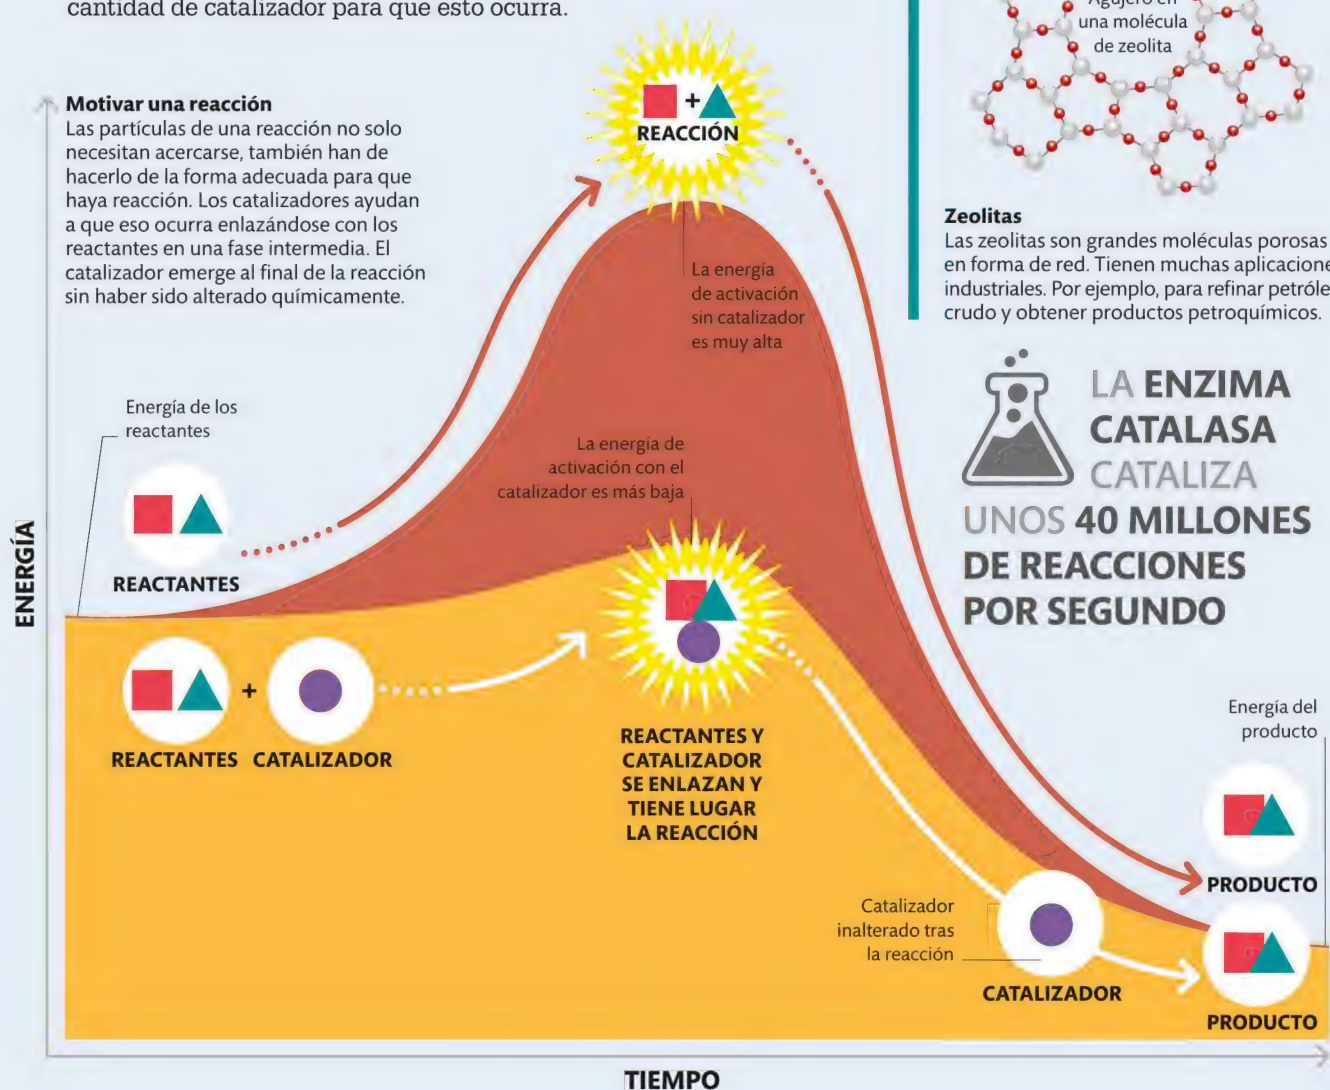 cantidad de catalizador para que esto ocurra.
Motivar una reacción
Las partículas de una reacción no solo
necesitan acercarse, también han de
hacerlo de la forma adecuada para que
haya reacción. Los catalizadores ayudan
a que eso ocurra enlazándose con los
reactantes en una fase intermedia. El
catalizador emerge al final de la reacción
sin haber sido alterado químicamente.
+
REACCIÓN
La energía
de activación
sin catalizador
es muy alta
Energía de los
reactantes
REACTANTES
La energía de
activación con el
catalizador es más baja
ENERGÍA
+
REACTANTES CATALIZADOR
REACTANTES Y
CATALIZADOR
SE ENLAZAN Y
TIENE LUGAR
LA REACCIÓN
Catalizador
inalterado tras
la reacción
CATALIZADOR
Energía del
producto
PRODUCTO
PRODUCTO
TIEMPO
Agujero en
una molécula
de zeolita
Zeolitas
Las zeolitas son grandes moléculas porosas
en forma de red. Tienen muchas aplicacione
industriales. Por ejemplo, para refinar petróle
crudo y obtener productos petroquímicos.
LA ENZIMA
CATALASA
CATALIZA
UNOS 40 MILLONES
DE REACCIONES
POR SEGUNDO